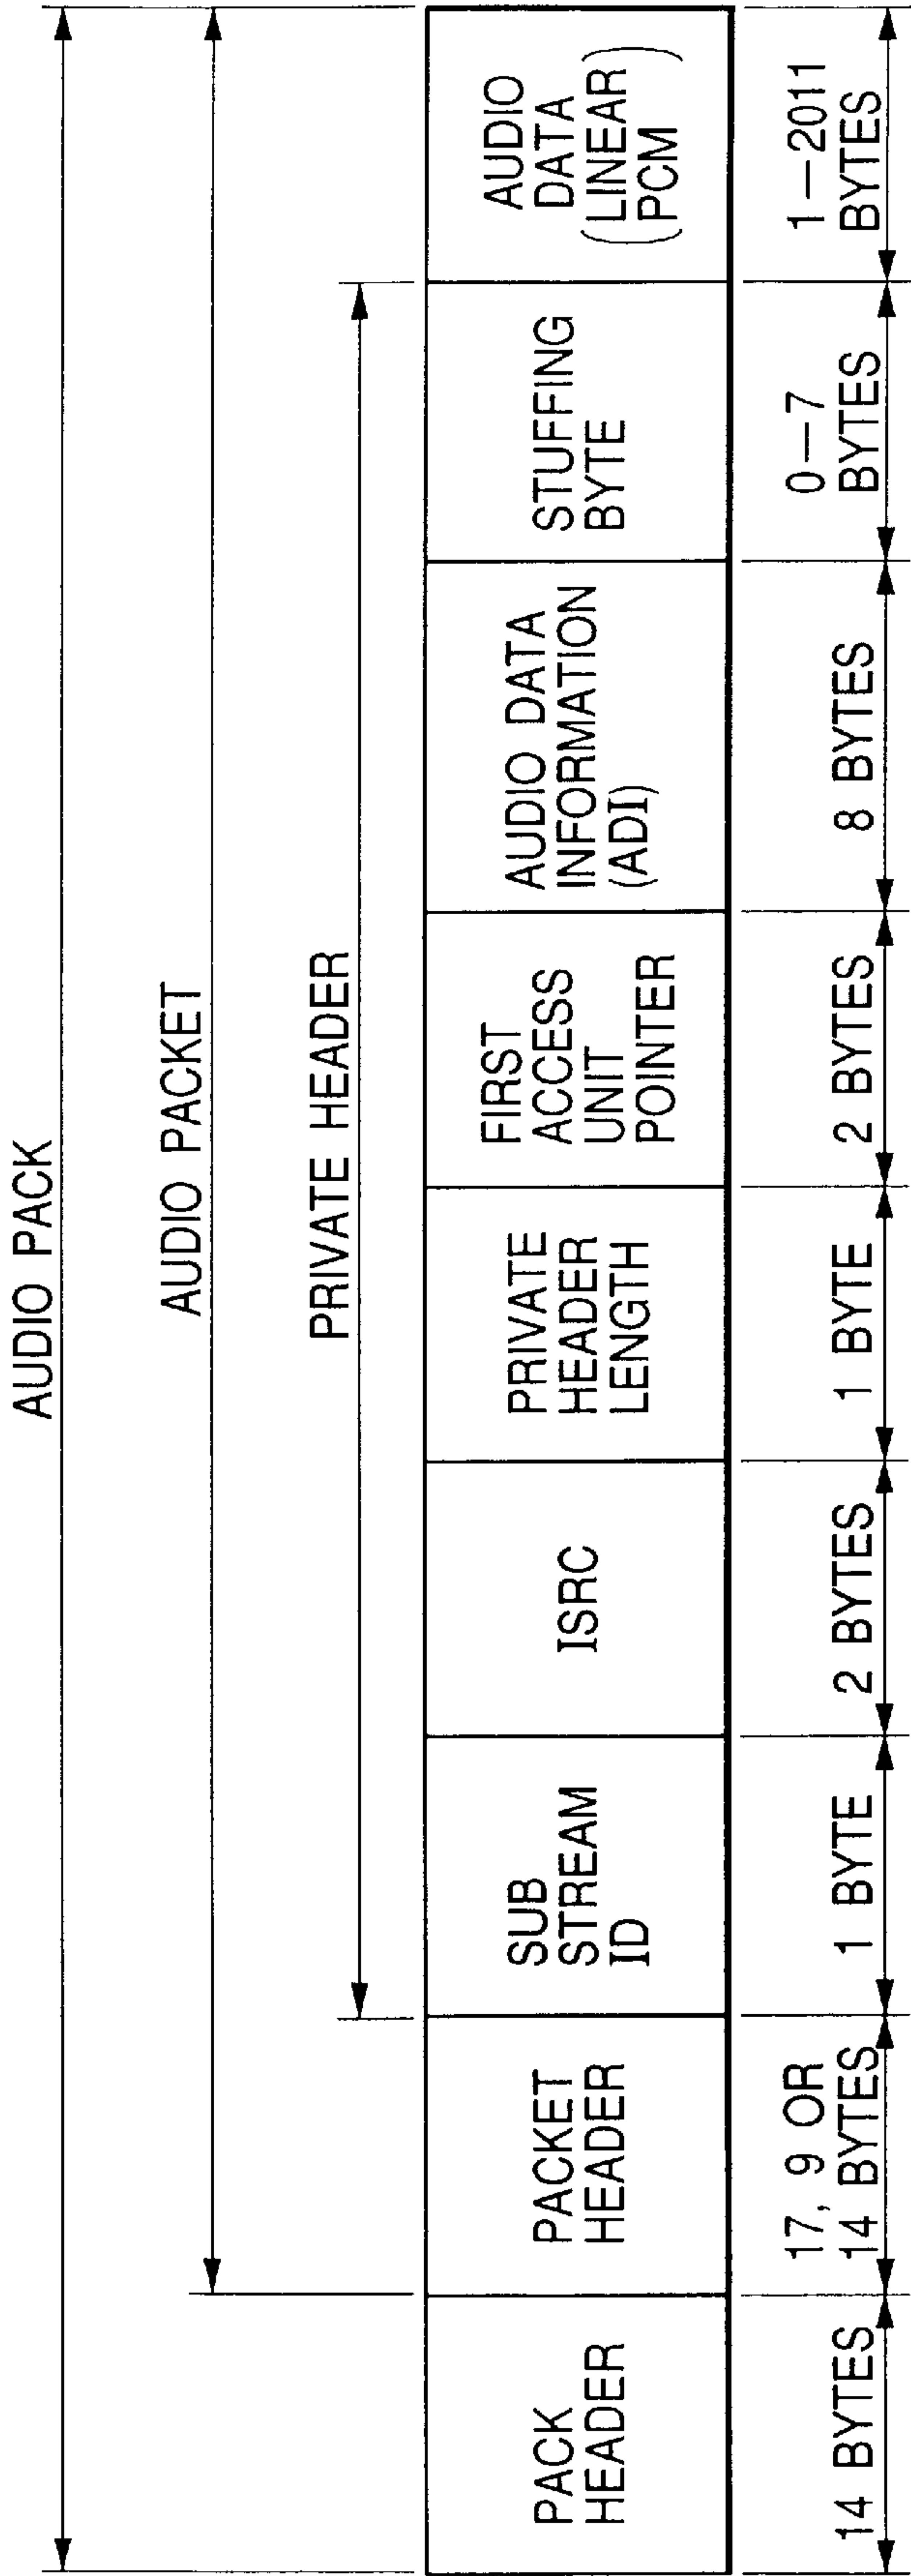 AUDIO PACK
AUDIO PACKET
PRIVATE HEADER
PACK
HEADER
PACKET
HEADER
SUB
STREAM
ID
ISRC
PRIVATE
HEADER
LENGTH
FIRST
ACCESS
UNIT
POINTER
AUDIO DATA
INFORMATION
(ADI)
STUFFING
BYTE
AUDIO
DATA
(LINEAR
PCM)
14 BYTES
17, 9 OR
14 BYTES
1 BYTE
2 BYTES
1 BYTE
2 BYTES
8 BYTES
0–7
BYTES
1–2011
BYTES